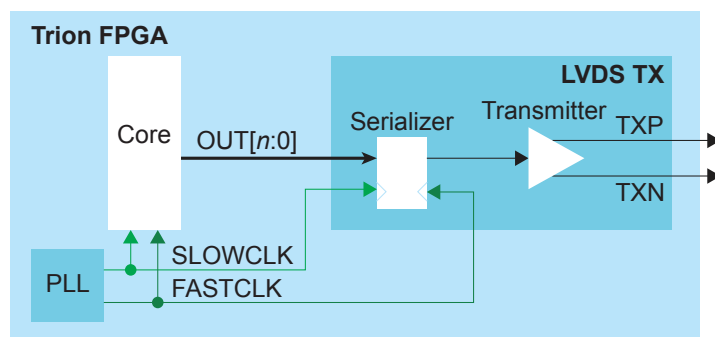 Trion FPGA
LVDS TX
Core
OUT[n:0]
Serializer
Transmitter
TXP
TXN
PLL
SLOWCLK
FASTCLK